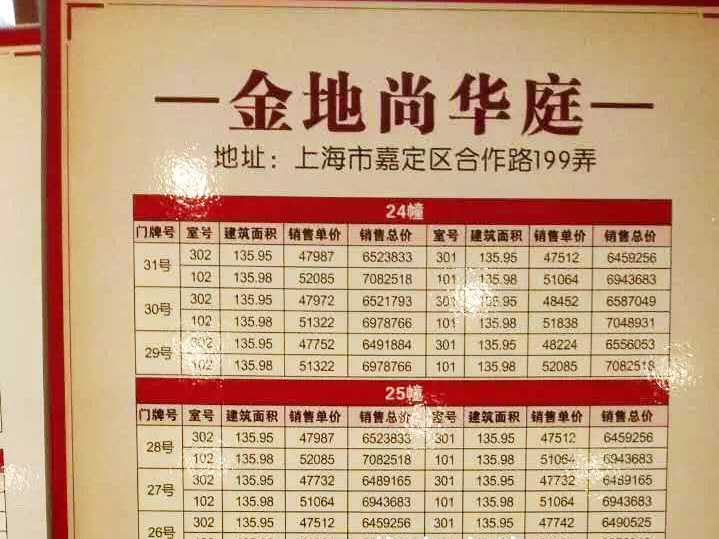 金地尚华庭
地址：上海市嘉定区合作路199弄
24幢
门牌号 室号 建筑面积 销售单价 销售总价 室号 建筑面积 销售单价 销售总价
31号 302 135.95 47987 6523833 301 135.95 47512 6459256
102 135.98 52085 7082518 101 135.98 51064 6943683
30号 302 135.95 47972 6521793 301 135.95 48452 6587049
102 135.98 51322 6978766 101 135.98 51838 7048931
29号 302 135.95 47752 6491884 301 135.95 48224 6556053
102 135.98 51322 6978766 101 135.98 52085 7082518
25幢
门牌号 室号 建筑面积 销售单价 销售总价 室号 建筑面积 销售单价 销售总价
28号 302 135.95 47987 6523833 301 135.95 47512 6459256
102 135.98 52085 7082518 101 135.98 51064 6943683
27号 302 135.95 47732 6489165 301 135.95 47732 6489165
102 135.98 51064 6943683 101 135.98 51064 6943683
26号 302 135.95 47512 6459256 301 135.95 47742 6490525